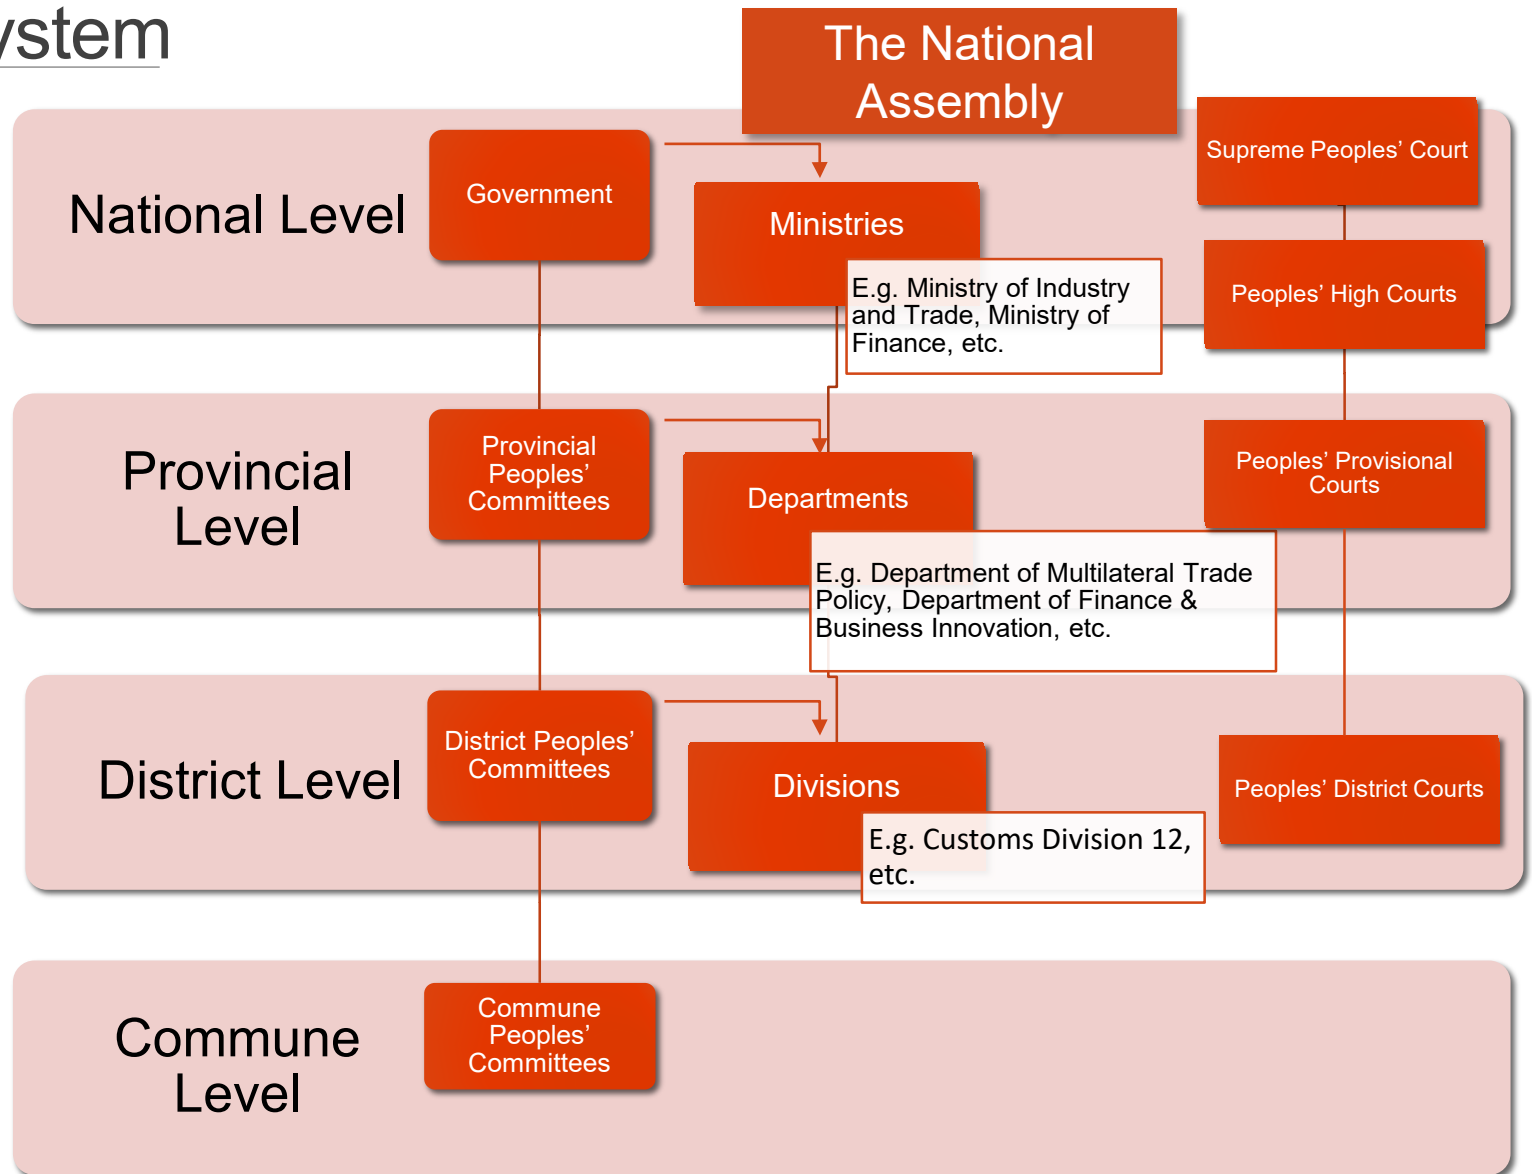 ystem
The National
Assembly
National Level
Government
Ministries
E.g. Ministry of Industry
and Trade, Ministry of
Finance, etc.
Supreme Peoples’ Court
Peoples’ High Courts
Provincial
Level
Provincial
Peoples’
Committees
Departments
E.g. Department of Multilateral Trade
Policy, Department of Finance &
Business Innovation, etc.
Peoples’ Provisional
Courts
District Level
District Peoples’
Committees
Divisions
E.g. Customs Division 12,
etc.
Peoples’ District Courts
Commune
Level
Commune
Peoples’
Committees